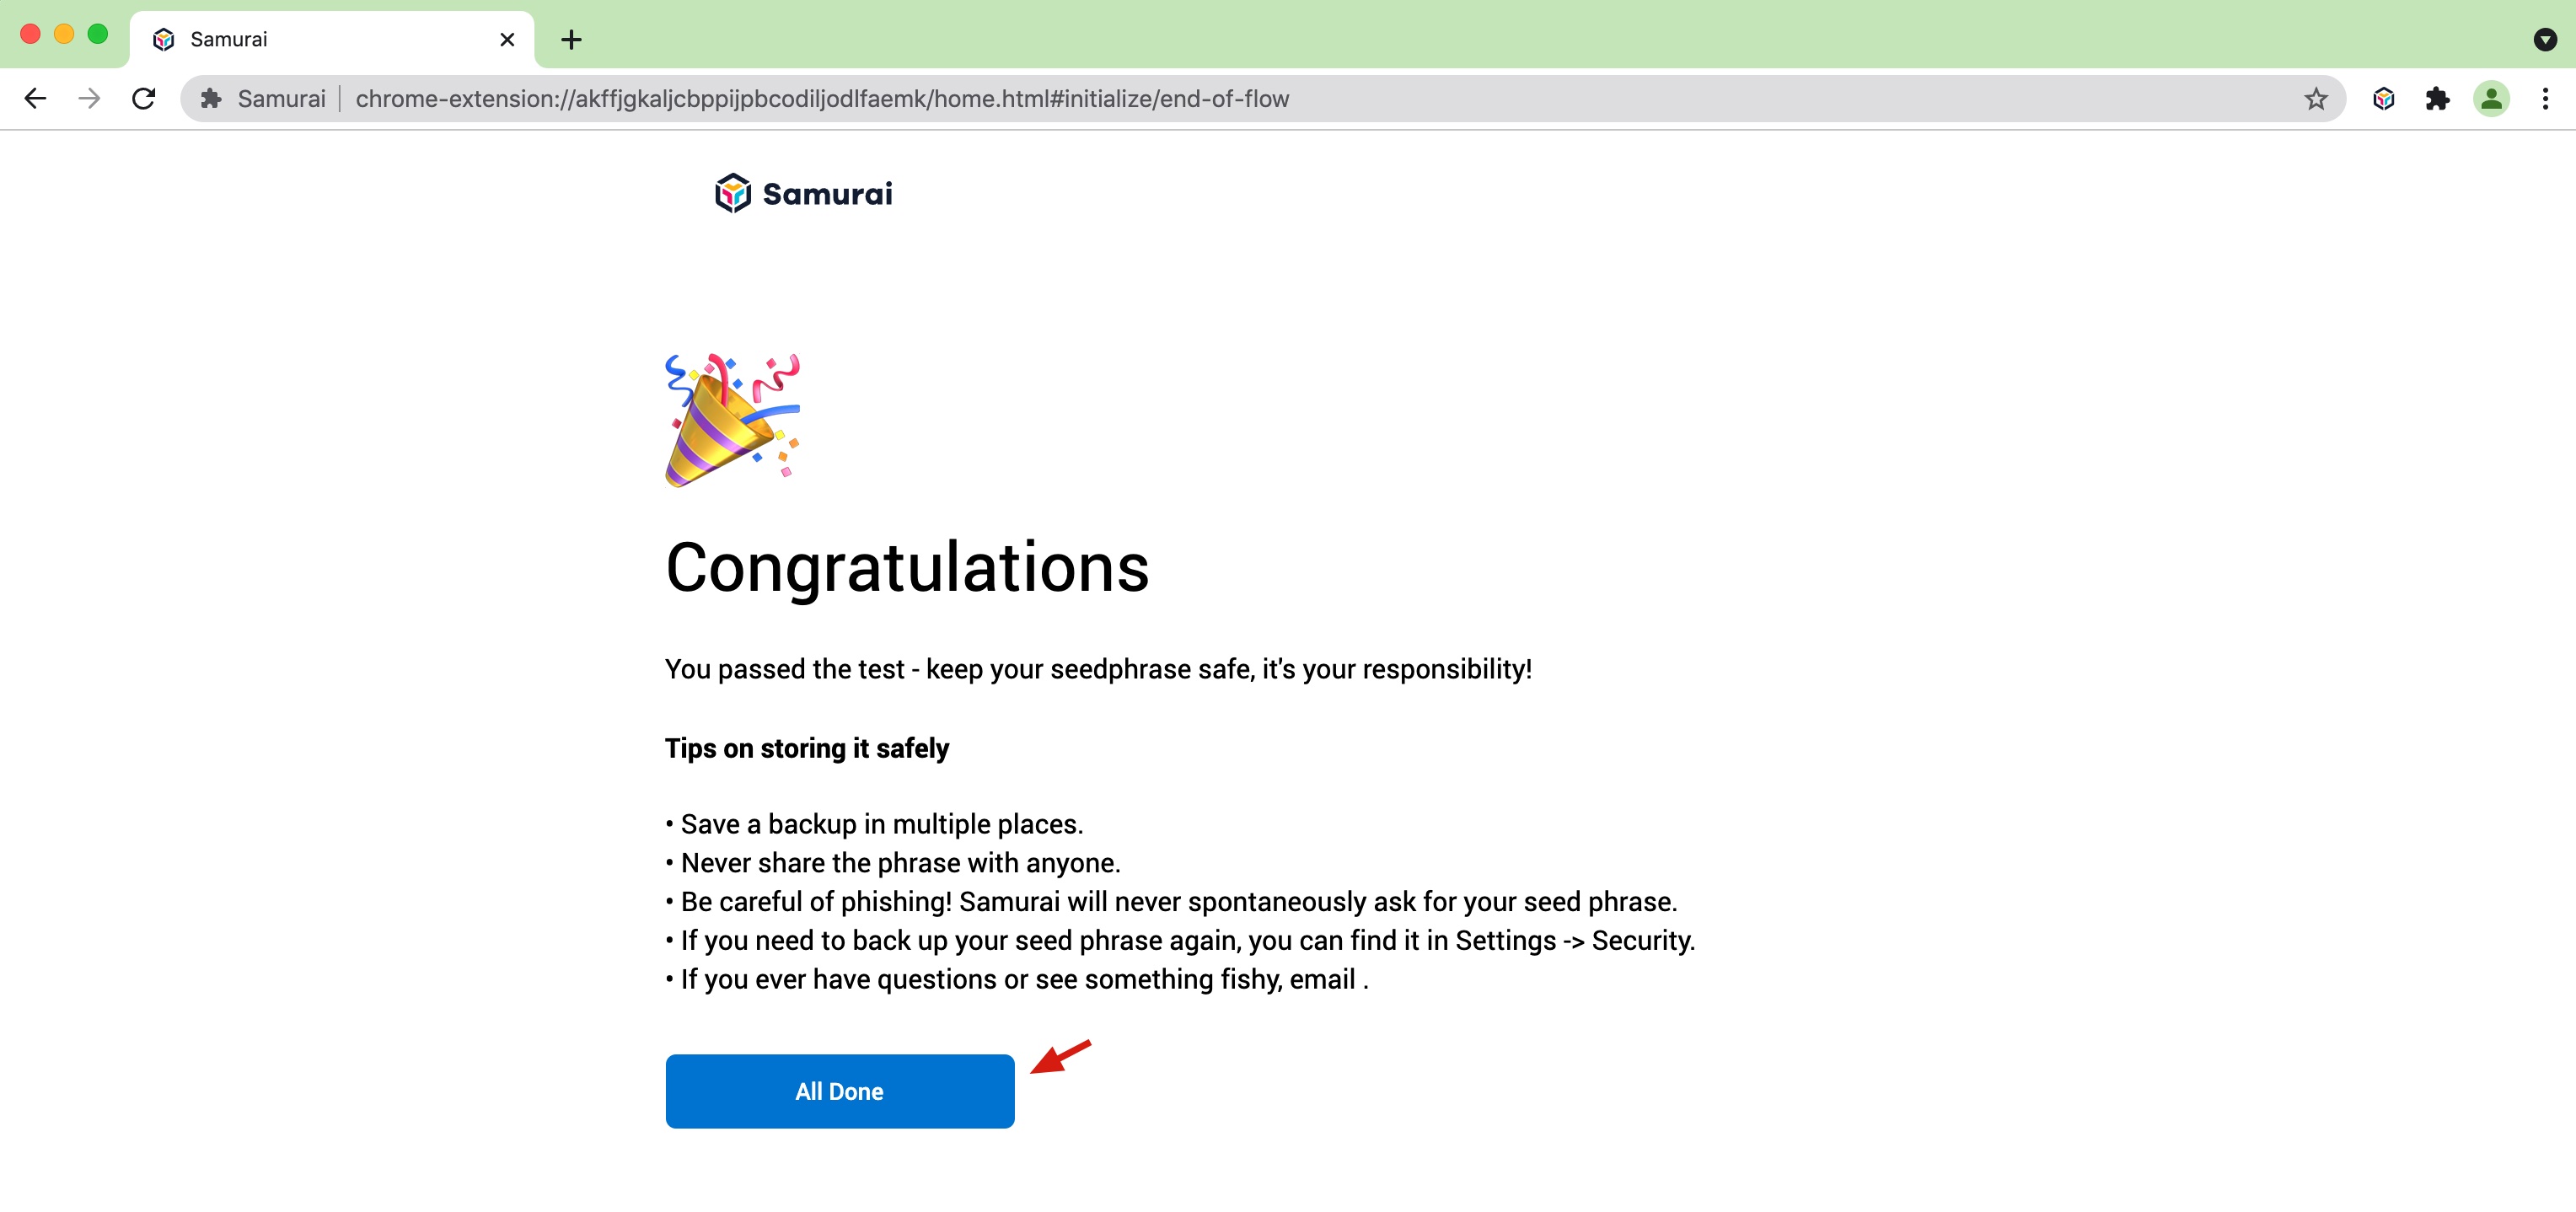 Samurai
Samurai | chrome-extension://akffjgkaljcbppijpbcodiljodlfaemk/home.html#initialize/end-of-flow
Samurai
Congratulations
You passed the test - keep your seedphrase safe, it's your responsibility!
Tips on storing it safely
• Save a backup in multiple places.
• Never share the phrase with anyone.
• Be careful of phishing! Samurai will never spontaneously ask for your seed phrase.
• If you need to back up your seed phrase again, you can find it in Settings -> Security.
• If you ever have questions or see something fishy, email .
All Done